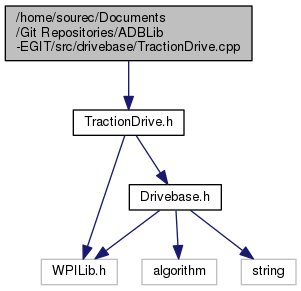 /home/sourec/Documents
/Git Repositories/ADBLib
-EGIT/src/drivebase/TractionDrive.cpp
TractionDrive.h
Drivebase.h
WPILib.h
algorithm
string